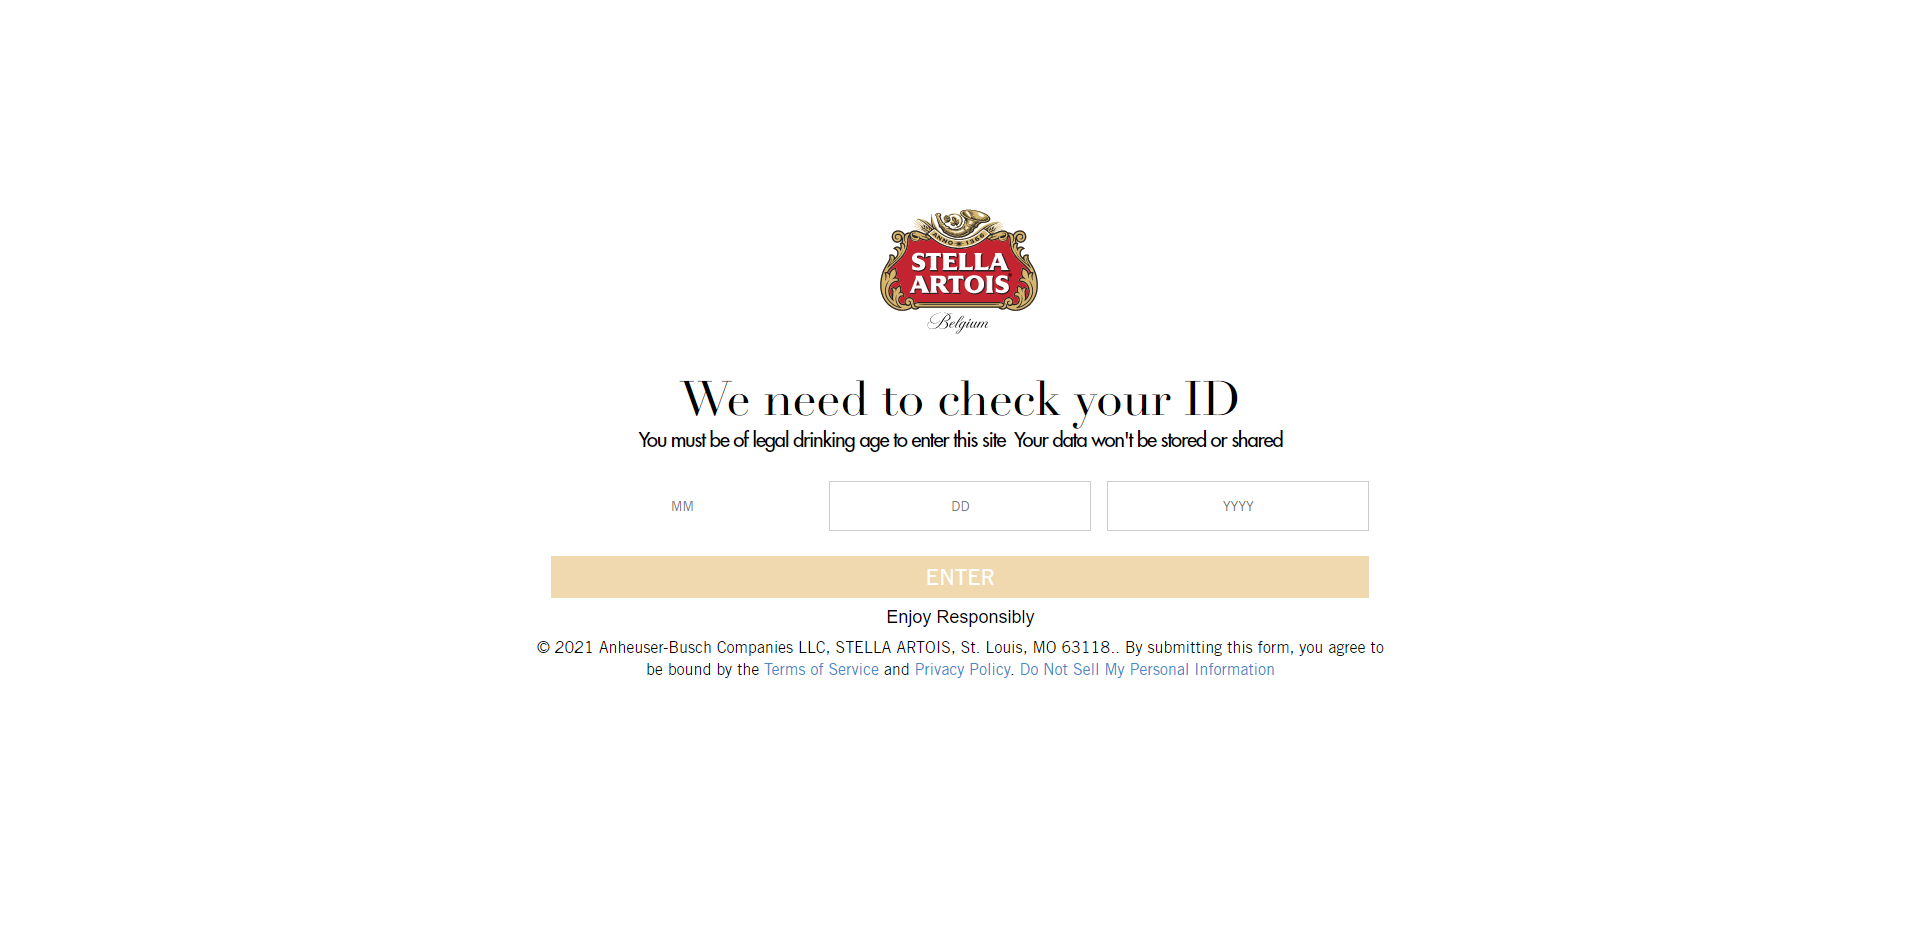 ANNO 1366
STELLA
ARTOIS
Belgium
We need to check your ID
You must be of legal drinking age to enter this site  Your data won't be stored or shared
MM DD YYYY
ENTER
Enjoy Responsibly
© 2021 Anheuser-Busch Companies LLC, STELLA ARTOIS, St. Louis, MO 63118.. By submitting this form, you agree to
be bound by the Terms of Service and Privacy Policy. Do Not Sell My Personal Information